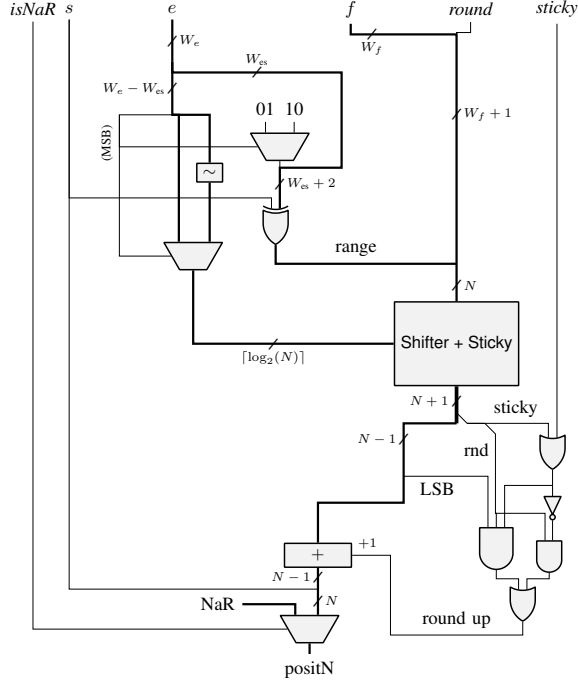 isNaR s e f round sticky
W_e
W_f
W_es
W_e − W_es
01 10
W_f + 1
(MSB)
∼
W_es + 2
range
N
Shifter + Sticky
⌈log₂(N)⌉
N + 1
sticky
N − 1
rnd
LSB
+1
+
N − 1
NaR
N
round up
positN